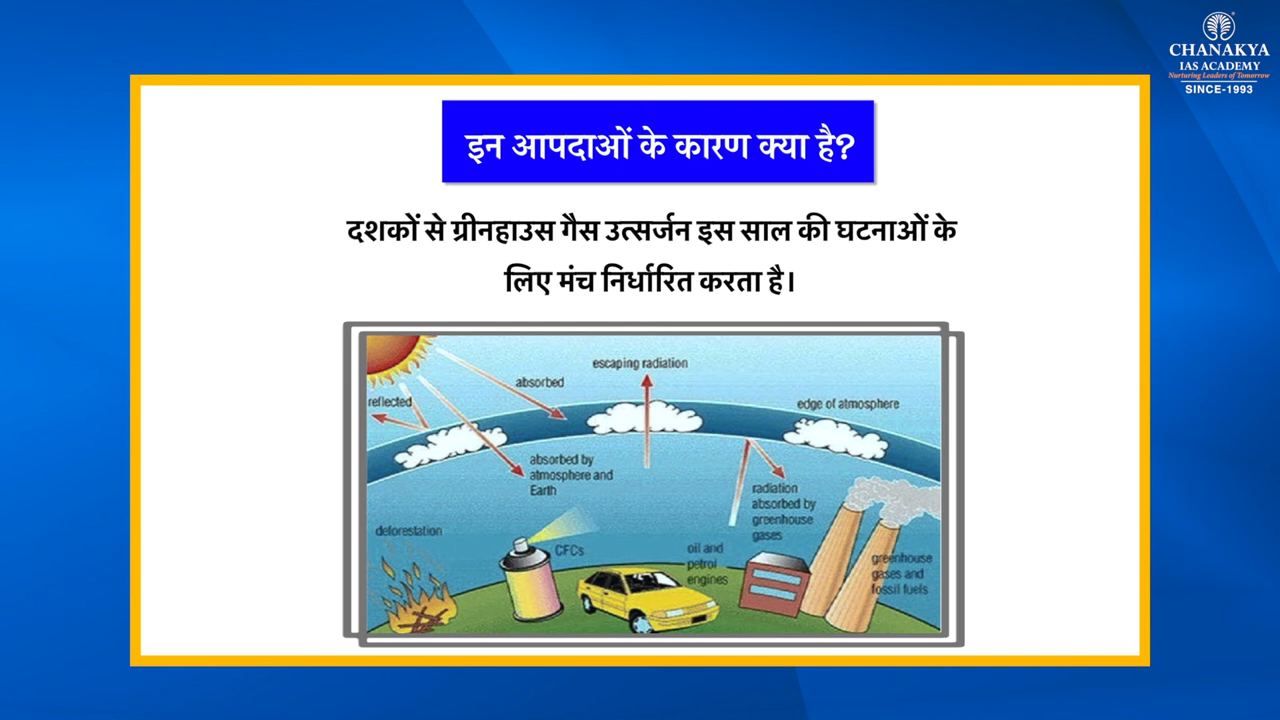 CHANAKYA
IAS ACADEMY
Nurturing Leaders of Tomorrow
SINCE-1993
इन आपदाओं के कारण क्या है?
दशकों से ग्रीनहाउस गैस उत्सर्जन इस साल की घटनाओं के
लिए मंच निर्धारित करता है।
escaping radiation
absorbed
reflected
edge of atmosphere
absorbed by
atmosphere and
Earth
radiation
absorbed by
greenhouse
gases
deforestation
CFCs
oil and
petrol
engines
greenhouse
gases and
fossil fuels